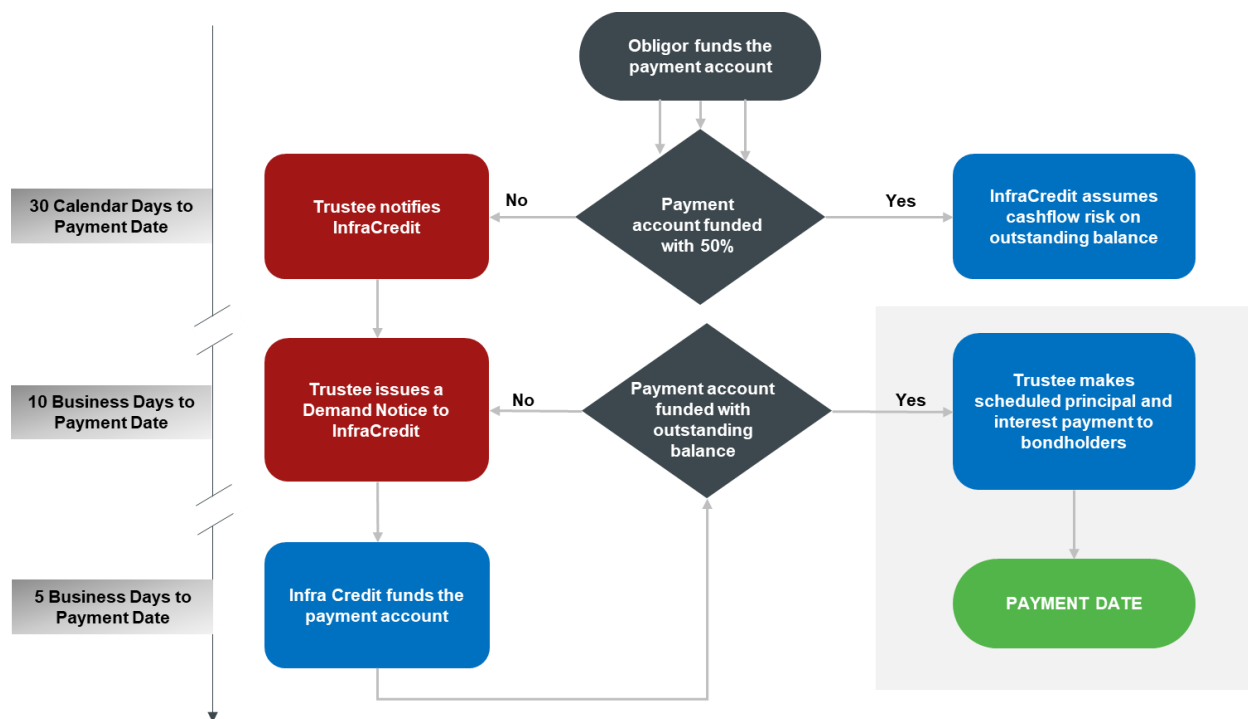 Obligor funds the
payment account
30 Calendar Days to
Payment Date
Trustee notifies
InfraCredit
No
Payment
account funded
with 50%
Yes
InfraCredit assumes
cashflow risk on
outstanding balance
10 Business Days to
Payment Date
Trustee issues a
Demand Notice to
InfraCredit
No
Payment account
funded with
outstanding
balance
Yes
Trustee makes
scheduled principal and
interest payment to
bondholders
5 Business Days to
Payment Date
Infra Credit funds the
payment account
PAYMENT DATE